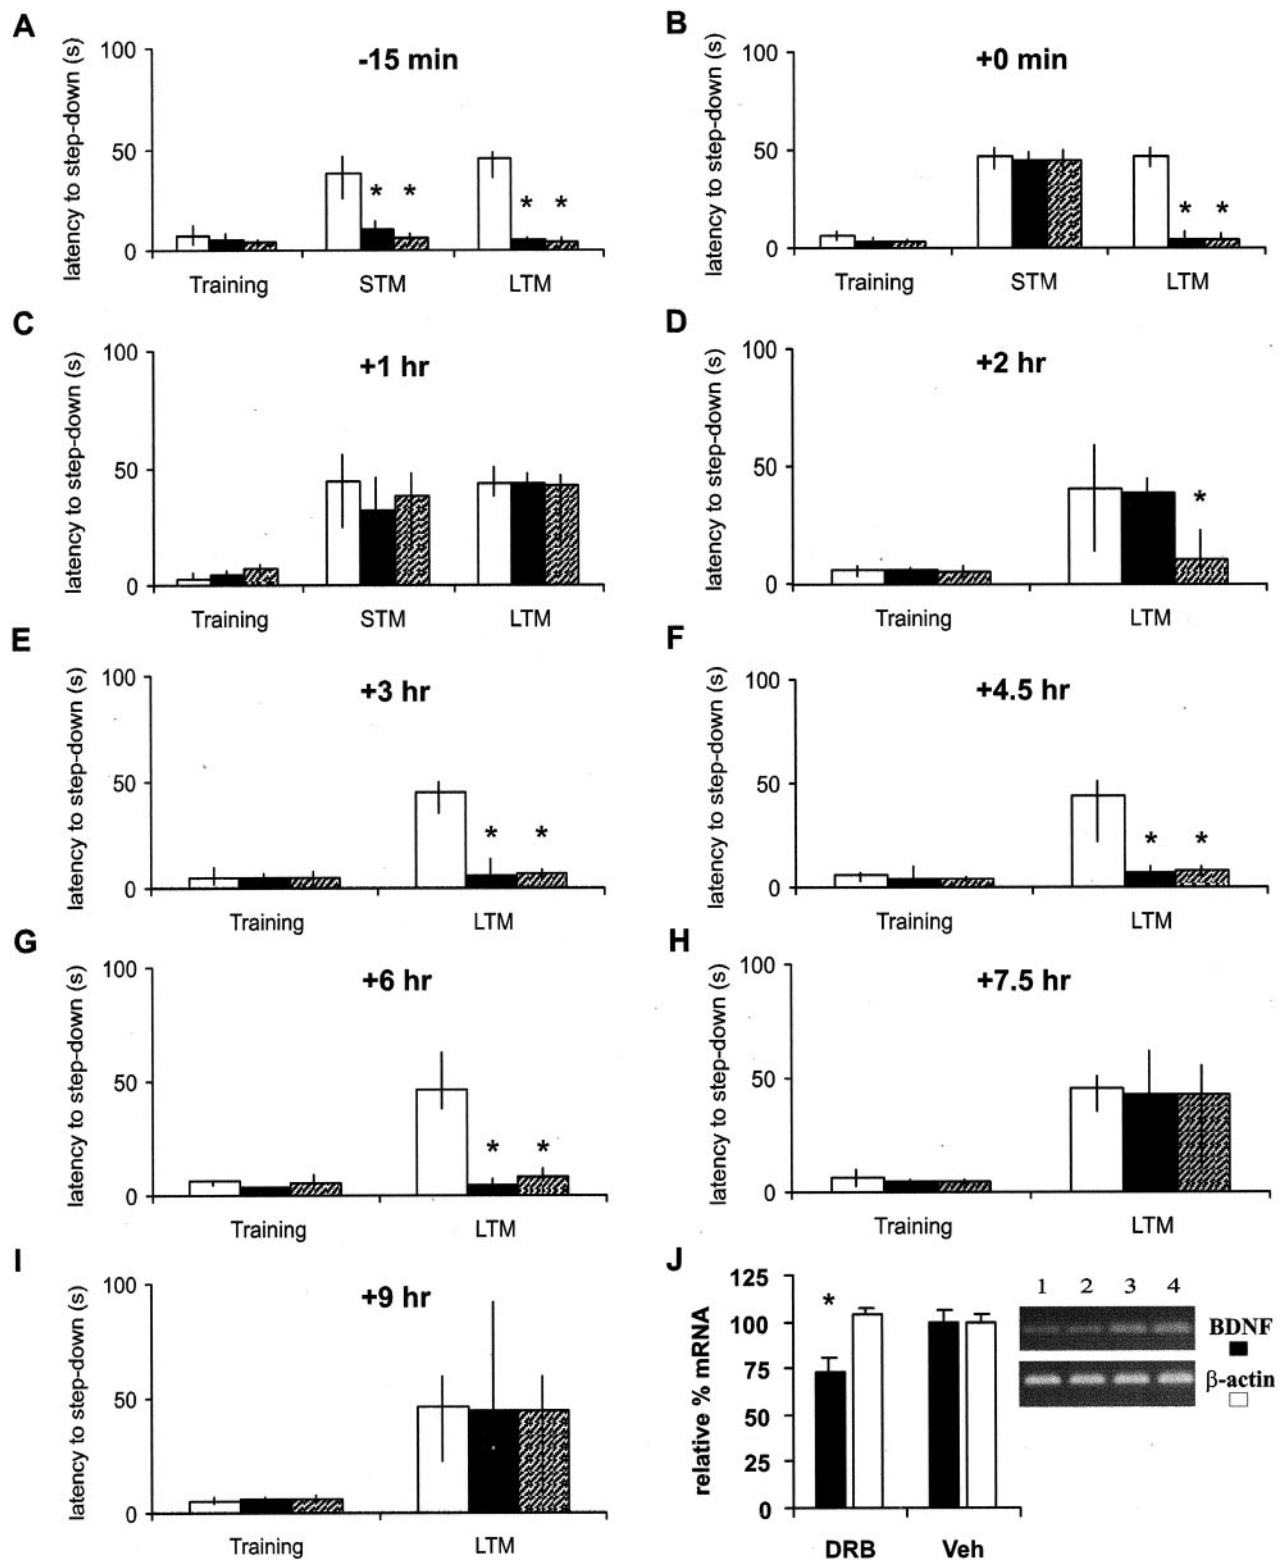 A
latency to step-down (s)
-15 min
100
50
0
*
*
*
*
Training
STM
LTM
B
latency to step-down (s)
+0 min
100
50
0
*
*
Training
STM
LTM
C
latency to step-down (s)
+1 hr
100
50
0
Training
STM
LTM
D
latency to step-down (s)
+2 hr
100
50
0
*
Training
LTM
E
latency to step-down (s)
+3 hr
100
50
0
*
*
Training
LTM
F
latency to step-down (s)
+4.5 hr
100
50
0
*
*
Training
LTM
G
latency to step-down (s)
+6 hr
100
50
0
*
*
Training
LTM
H
latency to step-down (s)
+7.5 hr
100
50
0
Training
LTM
I
latency to step-down (s)
+9 hr
100
50
0
Training
LTM
J
relative % mRNA
125
100
75
50
25
0
*
DRB
Veh
1 2 3 4
BDNF
β-actin